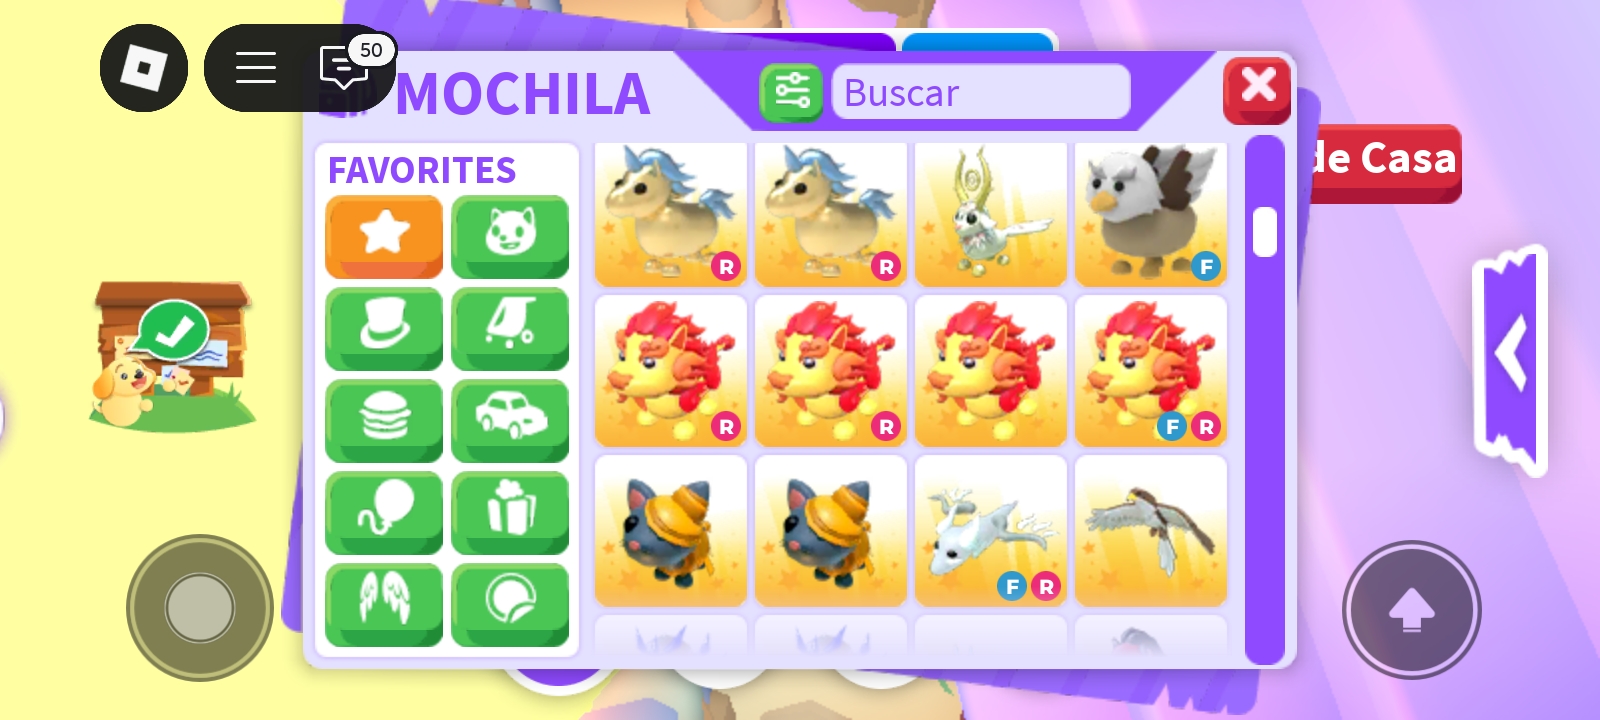 50
MOCHILA
Buscar
de Casa
FAVORITES
R
R
F
R
R
F R
F R